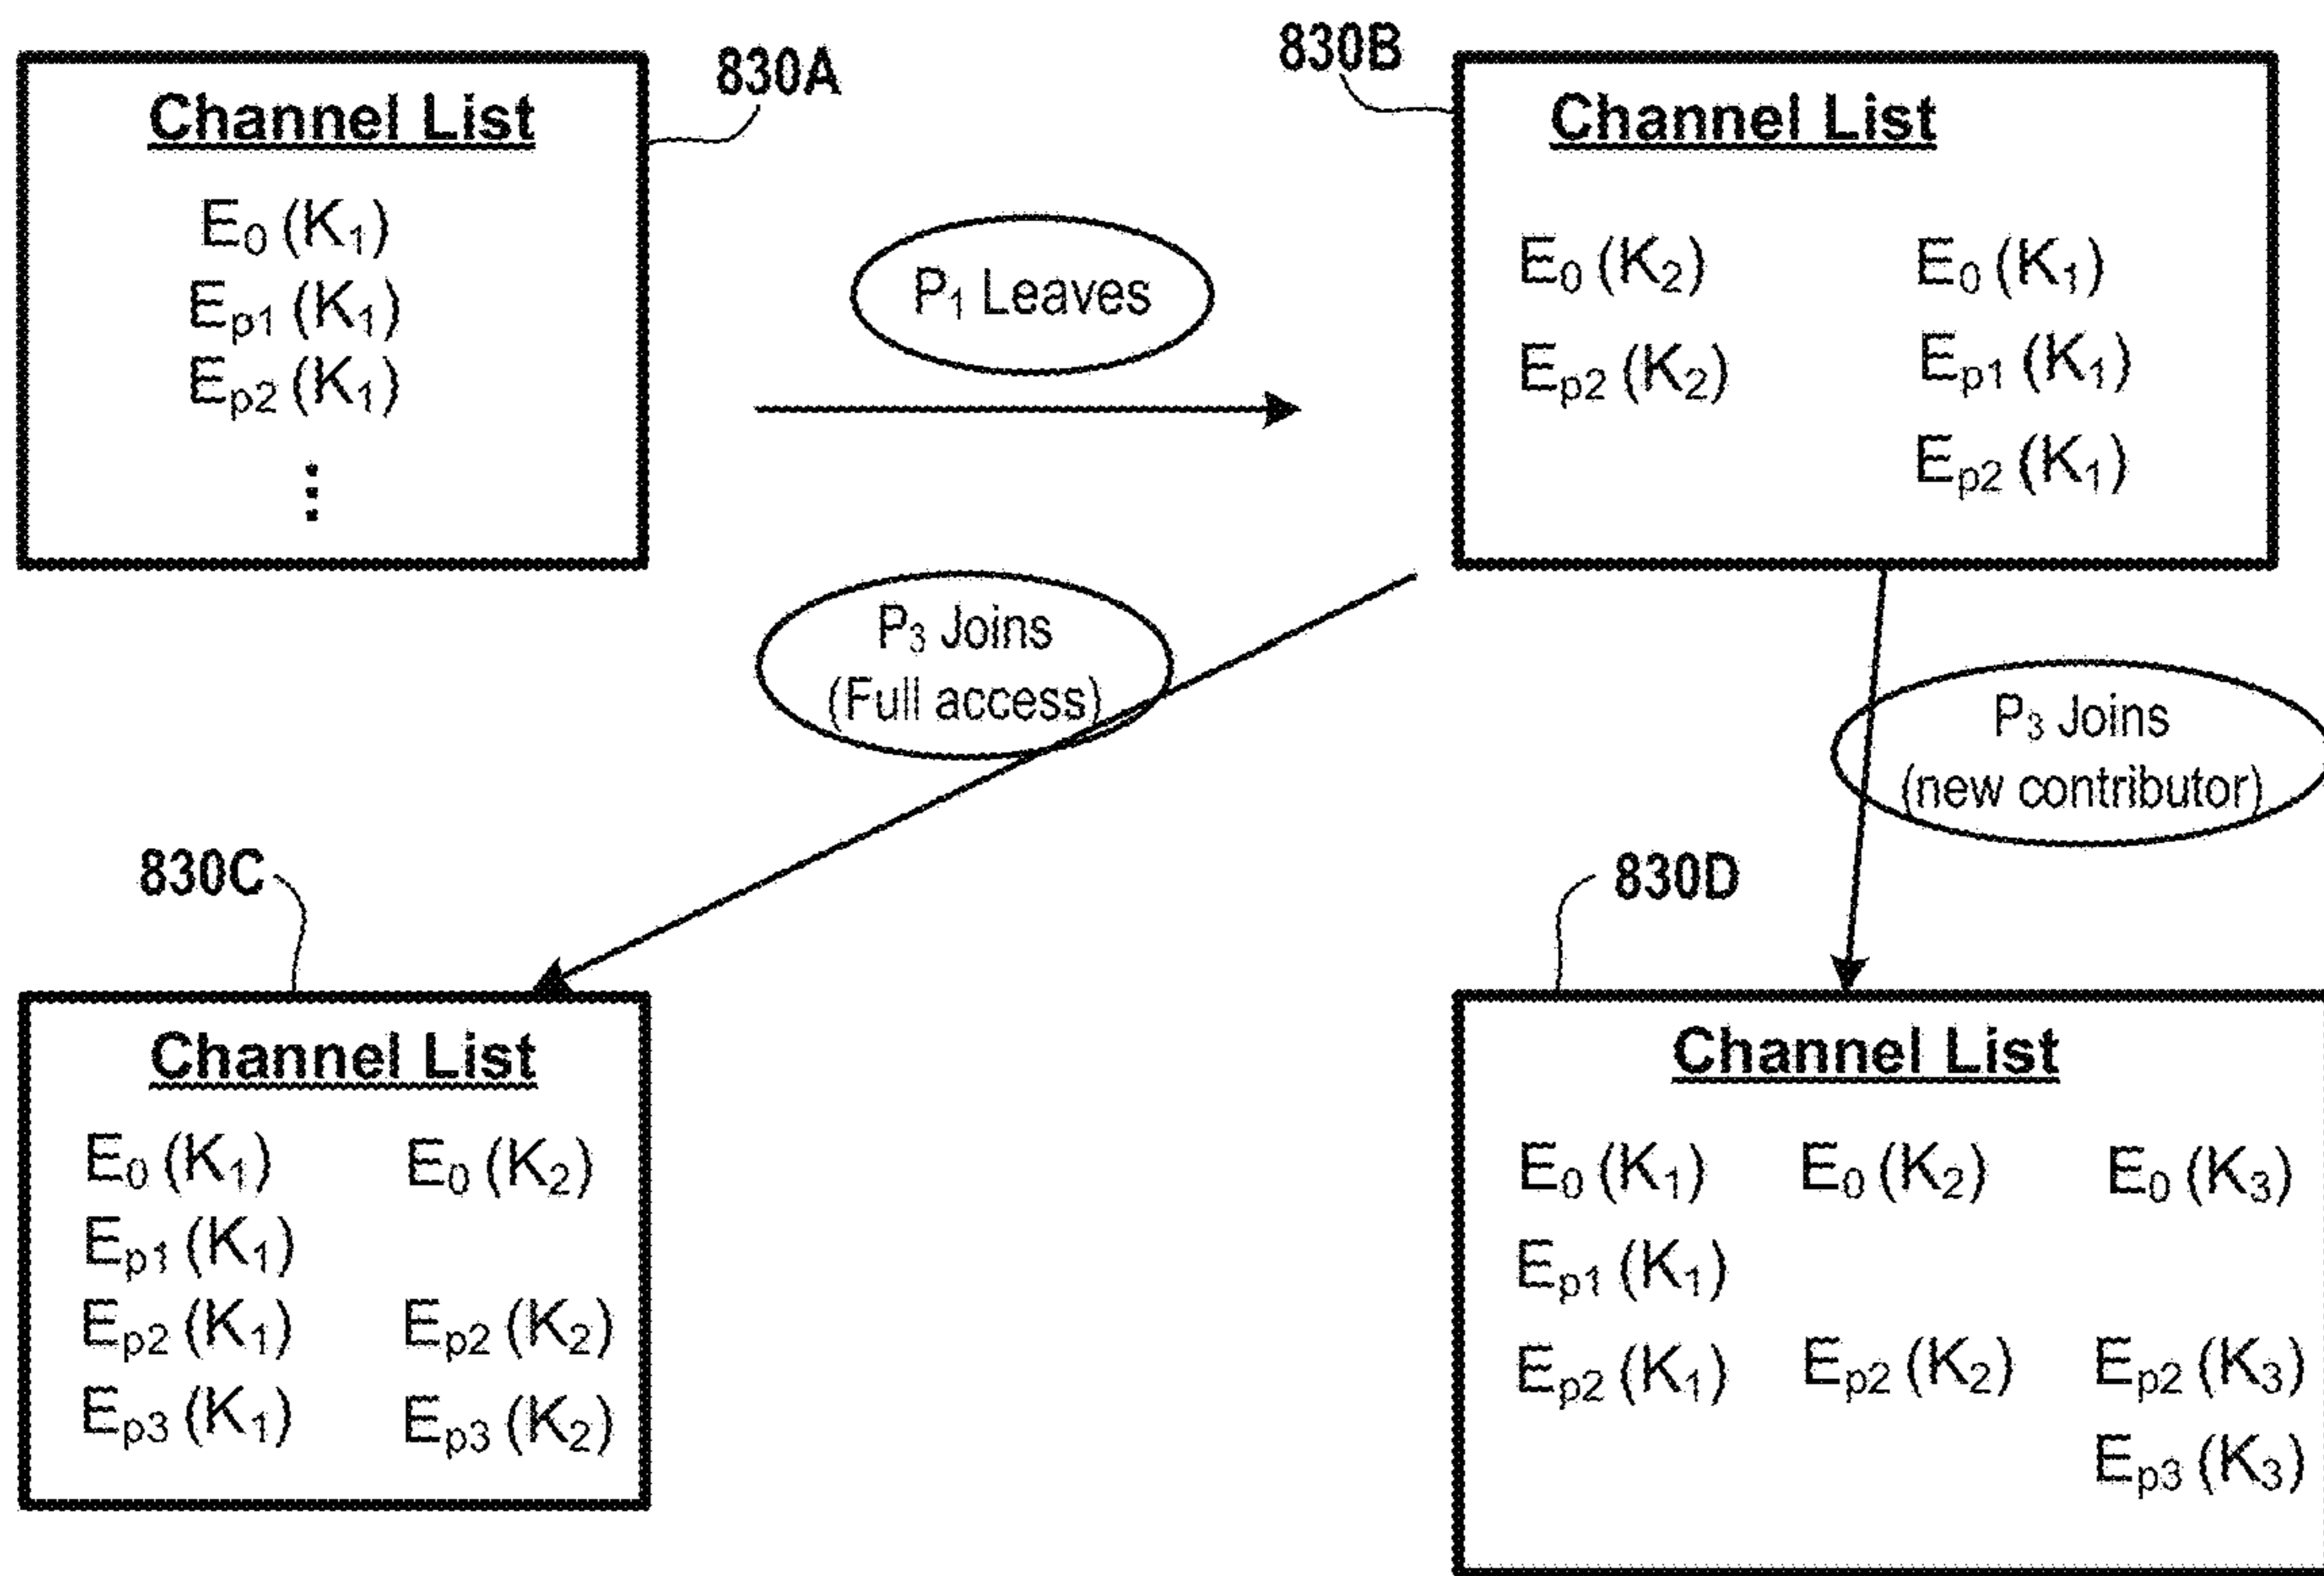 830A
Channel List
E₀ (K₁)
Eₚ₁ (K₁)
Eₚ₂ (K₁)
⋮
P₁ Leaves
830B
Channel List
E₀ (K₂) E₀ (K₁)
Eₚ₂ (K₂) Eₚ₁ (K₁)
Eₚ₂ (K₁)
P₃ Joins
(Full access)
P₃ Joins
(new contributor)
830C
Channel List
E₀ (K₁) E₀ (K₂)
Eₚ₁ (K₁)
Eₚ₂ (K₁) Eₚ₂ (K₂)
Eₚ₃ (K₁) Eₚ₃ (K₂)
830D
Channel List
E₀ (K₁) E₀ (K₂) E₀ (K₃)
Eₚ₁ (K₁)
Eₚ₂ (K₁) Eₚ₂ (K₂) Eₚ₂ (K₃)
Eₚ₃ (K₃)